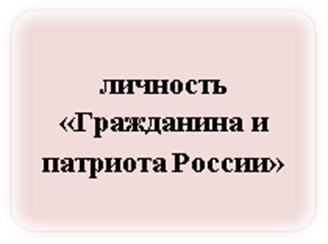 личность
«Гражданина и
патриота России»